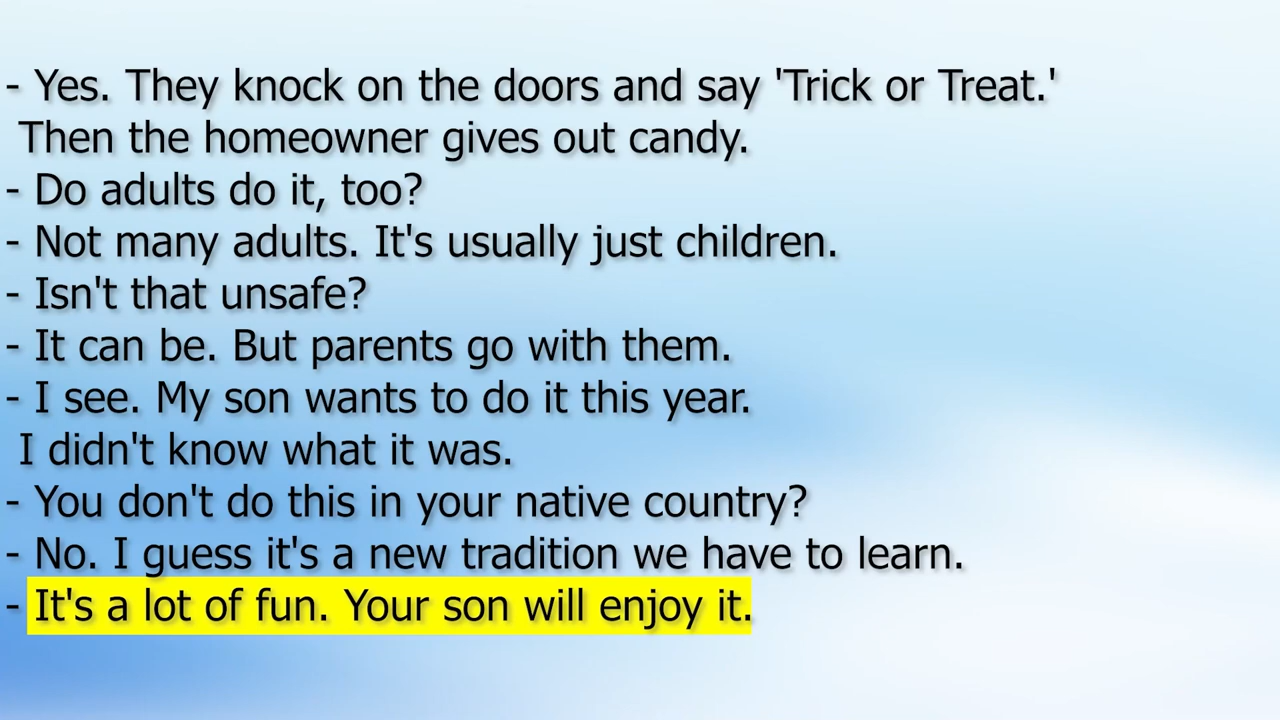 - Yes. They knock on the doors and say 'Trick or Treat.'
Then the homeowner gives out candy.
- Do adults do it, too?
- Not many adults. It's usually just children.
- Isn't that unsafe?
- It can be. But parents go with them.
- I see. My son wants to do it this year.
I didn't know what it was.
- You don't do this in your native country?
- No. I guess it's a new tradition we have to learn.
- It's a lot of fun. Your son will enjoy it.